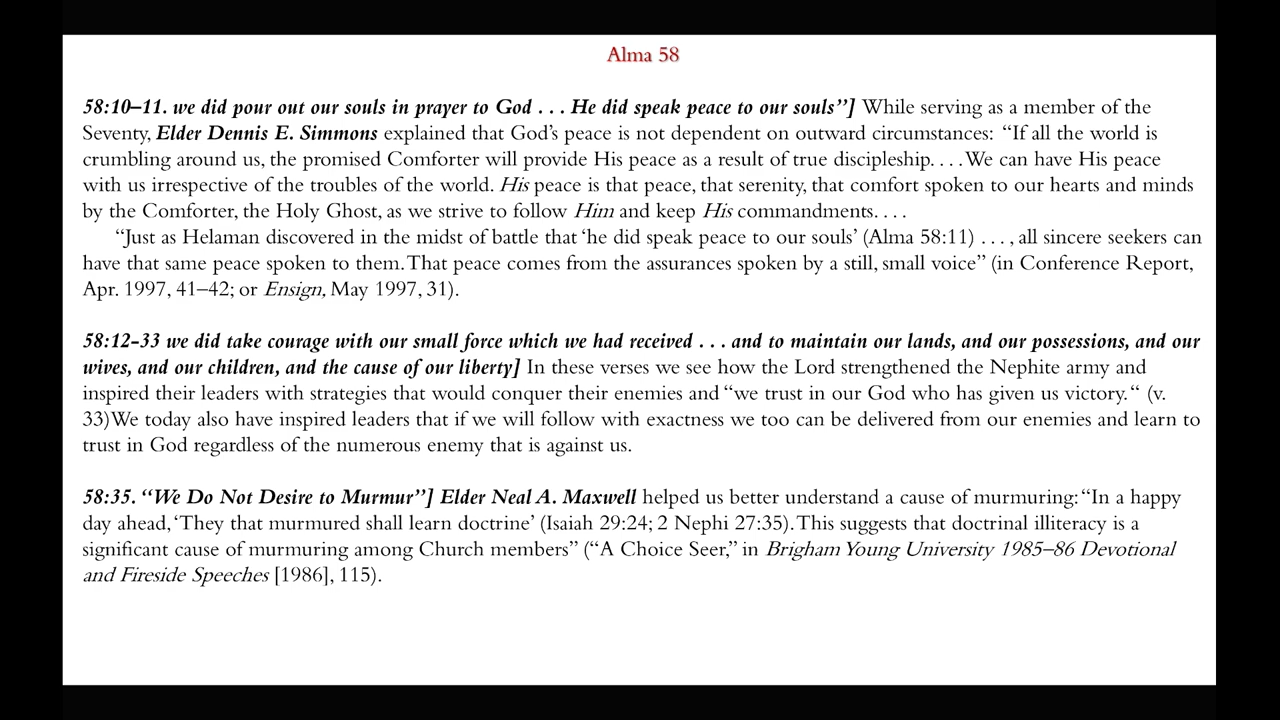 Alma 58
58:10–11. we did pour out our souls in prayer to God . . . He did speak peace to our souls”] While serving as a member of the
Seventy, Elder Dennis E. Simmons explained that God’s peace is not dependent on outward circumstances: “If all the world is
crumbling around us, the promised Comforter will provide His peace as a result of true discipleship. . . . We can have His peace
with us irrespective of the troubles of the world. His peace is that peace, that serenity, that comfort spoken to our hearts and minds
by the Comforter, the Holy Ghost, as we strive to follow Him and keep His commandments. . . .
“Just as Helaman discovered in the midst of battle that ‘he did speak peace to our souls’ (Alma 58:11) . . . , all sincere seekers can
have that same peace spoken to them. That peace comes from the assurances spoken by a still, small voice” (in Conference Report,
Apr. 1997, 41–42; or Ensign, May 1997, 31).
58:12-33 we did take courage with our small force which we had received . . . and to maintain our lands, and our possessions, and our
wives, and our children, and the cause of our liberty] In these verses we see how the Lord strengthened the Nephite army and
inspired their leaders with strategies that would conquer their enemies and “we trust in our God who has given us victory.“ (v.
33)We today also have inspired leaders that if we will follow with exactness we too can be delivered from our enemies and learn to
trust in God regardless of the numerous enemy that is against us.
58:35. “We Do Not Desire to Murmur”] Elder Neal A. Maxwell helped us better understand a cause of murmuring: “In a happy
day ahead, ‘They that murmured shall learn doctrine’ (Isaiah 29:24; 2 Nephi 27:35). This suggests that doctrinal illiteracy is a
significant cause of murmuring among Church members” (“A Choice Seer,” in Brigham Young University 1985–86 Devotional
and Fireside Speeches [1986], 115).